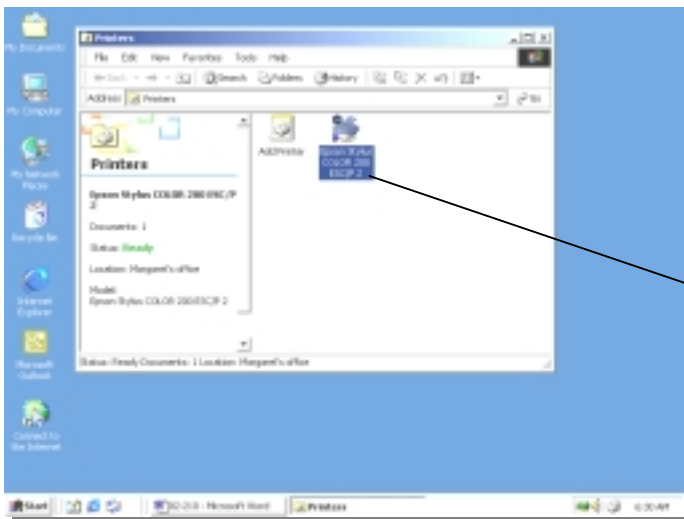 My Documents
My Computer
My Network
Places
Recycle Bin
Internet
Explorer
Microsoft
Outlook
Connect to
the Internet
Printers
File Edit View Favorites Tools Help
Back Search Folders History
Address Printers Go
Printers
Epson Stylus COLOR 200 ESC/P
2
Documents: 1
Status: Ready
Location: Margaret's office
Model:
Epson Stylus COLOR 200 ESC/P 2
Add Printer
Epson Stylus
COLOR 200
ESC/P 2
Status: Ready Documents: 1 Location: Margaret's office
Start
Microsoft Word
Printers
6:30 AM